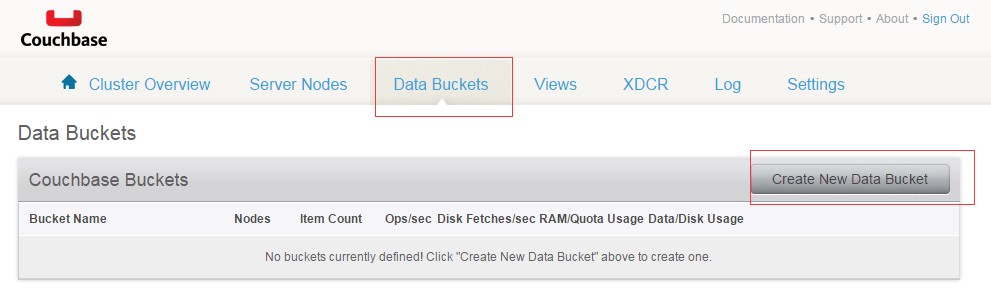 Couchbase
Documentation • Support • About • Sign Out
Cluster Overview Server Nodes Data Buckets Views XDCR Log Settings
Data Buckets
Couchbase Buckets Create New Data Bucket
Bucket Name Nodes Item Count Ops/sec Disk Fetches/sec RAM/Quota Usage Data/Disk Usage
No buckets currently defined! Click "Create New Data Bucket" above to create one.